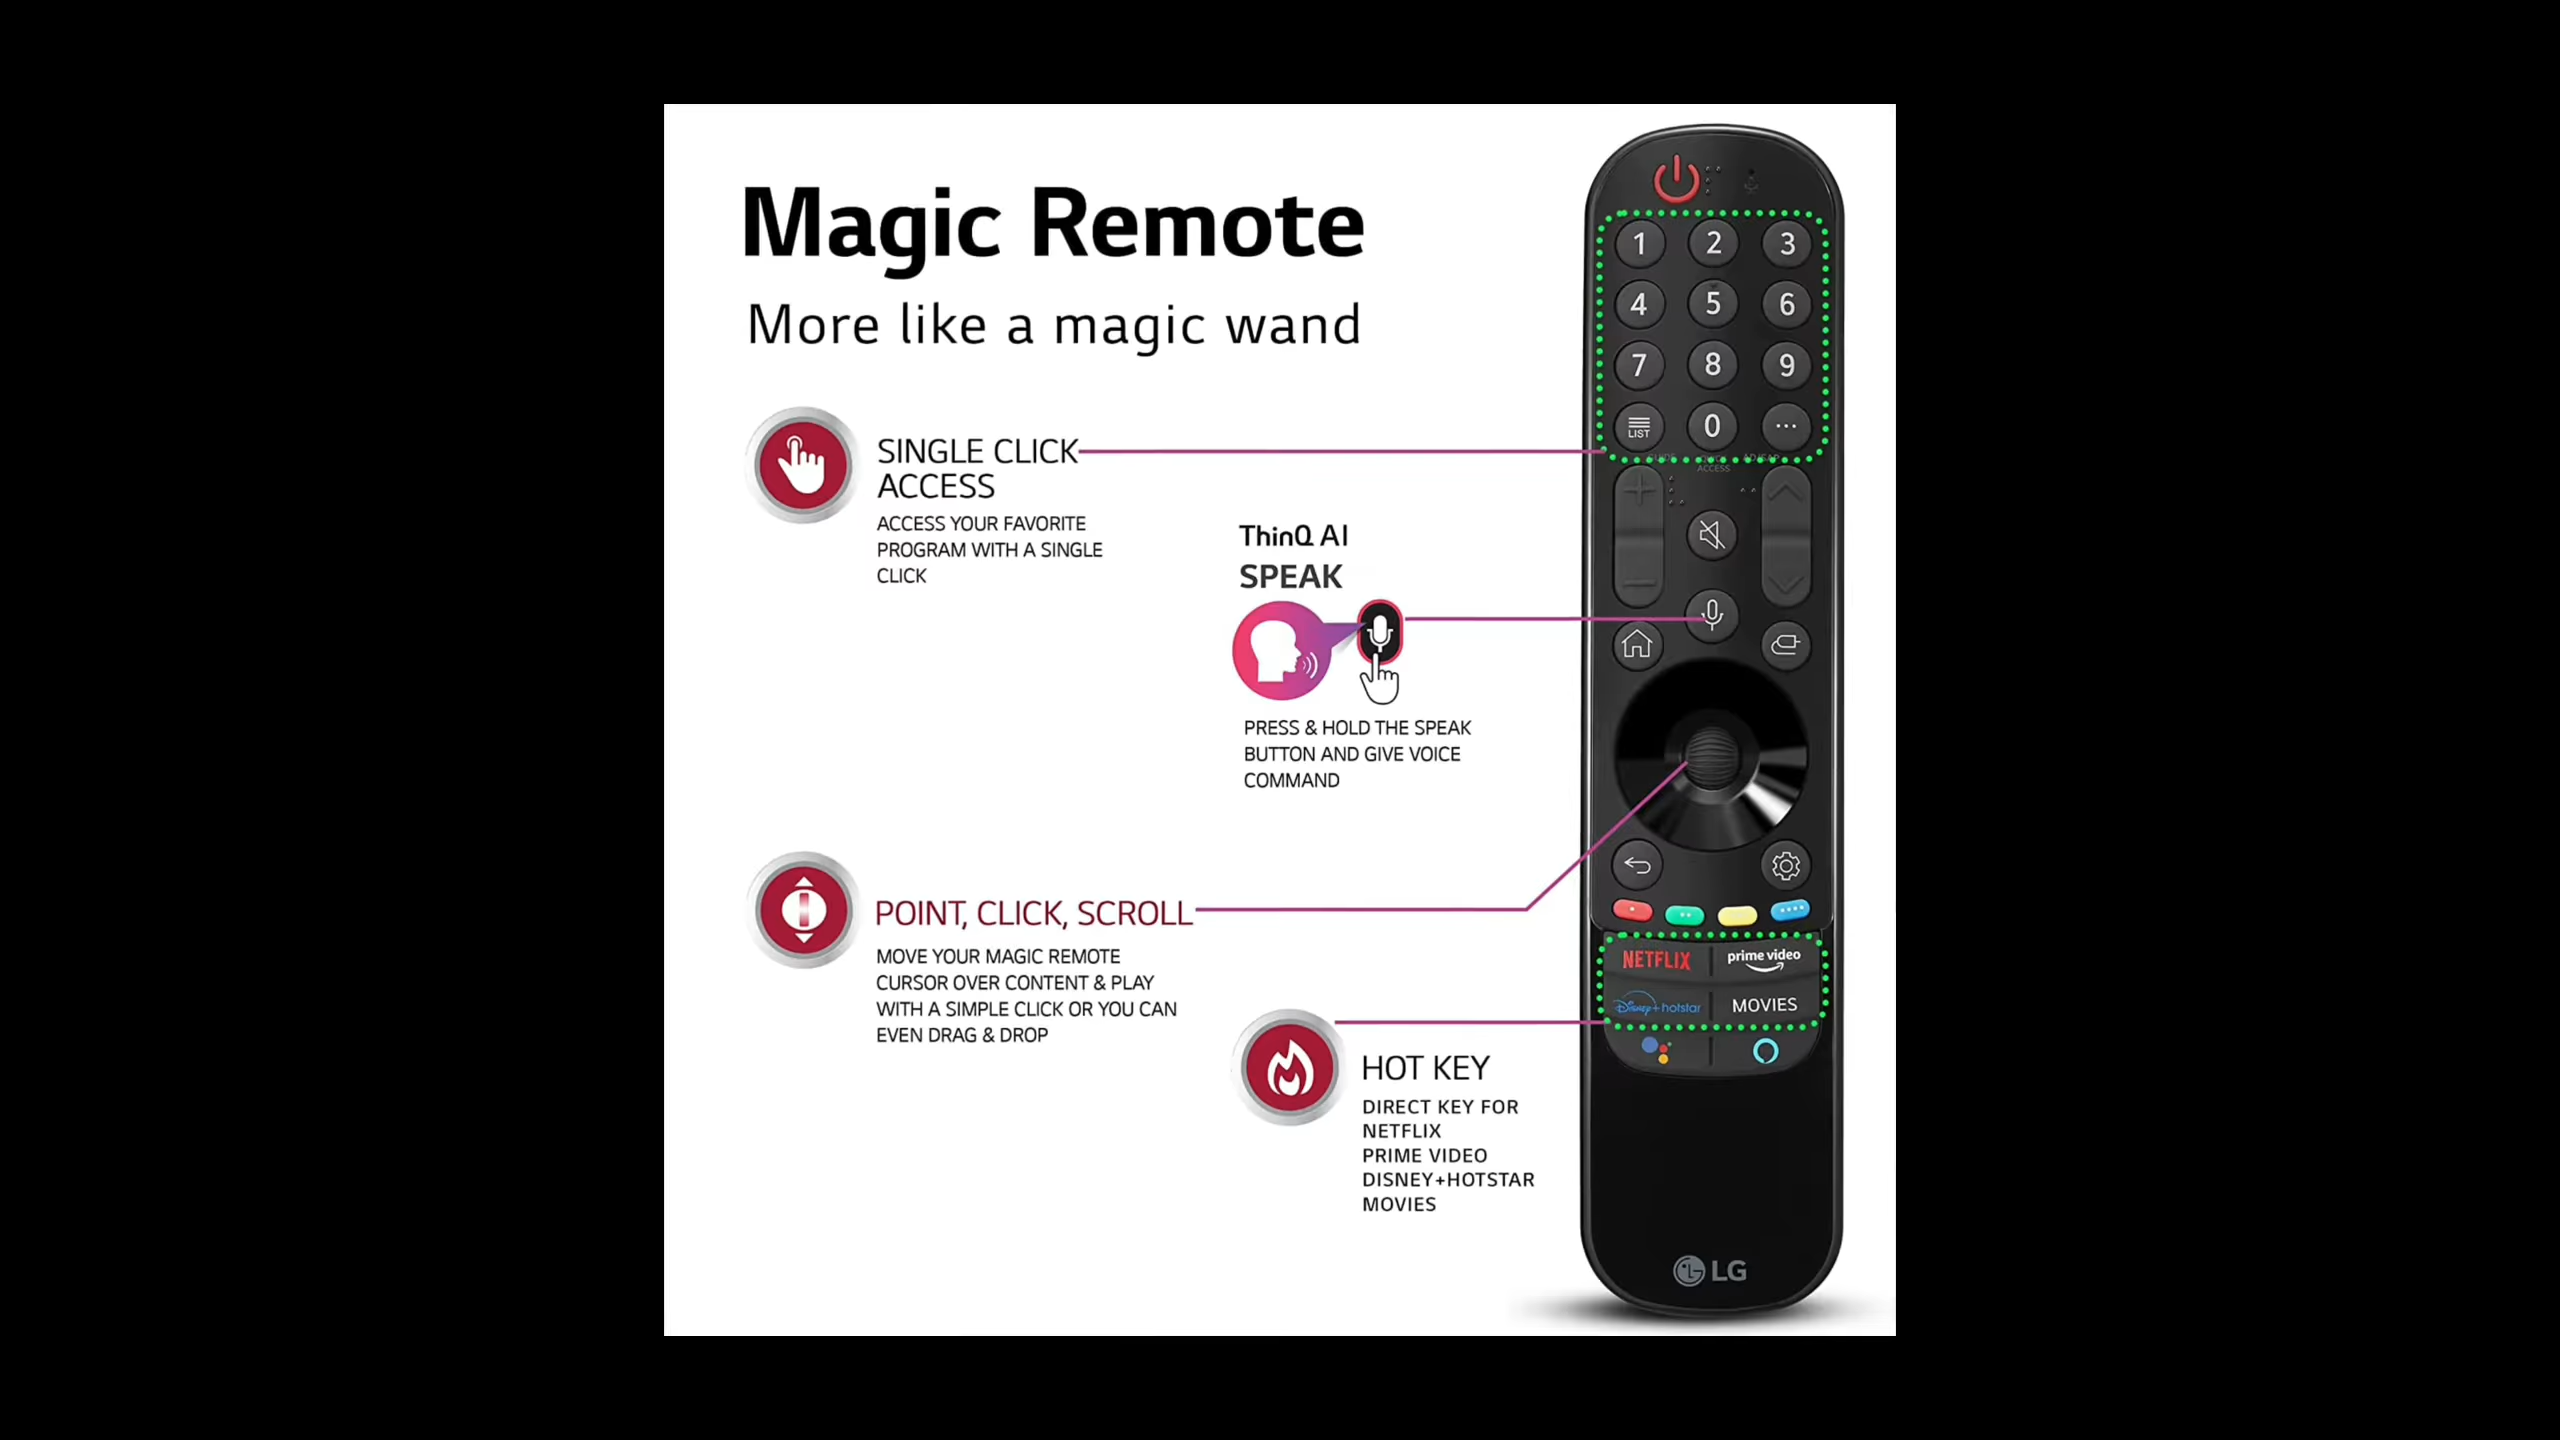 Magic Remote
More like a magic wand
SINGLE CLICK
ACCESS
ACCESS YOUR FAVORITE
PROGRAM WITH A SINGLE
CLICK
ThinQ AI
SPEAK
PRESS & HOLD THE SPEAK
BUTTON AND GIVE VOICE
COMMAND
POINT, CLICK, SCROLL
MOVE YOUR MAGIC REMOTE
CURSOR OVER CONTENT & PLAY
WITH A SIMPLE CLICK OR YOU CAN
EVEN DRAG & DROP
HOT KEY
DIRECT KEY FOR
NETFLIX
PRIME VIDEO
DISNEY+HOTSTAR
MOVIES
1 2 3
4 5 6
7 8 9
LIST 0 ...
ACCESS
NETFLIX prime video
Disney+ hotstar MOVIES
LG